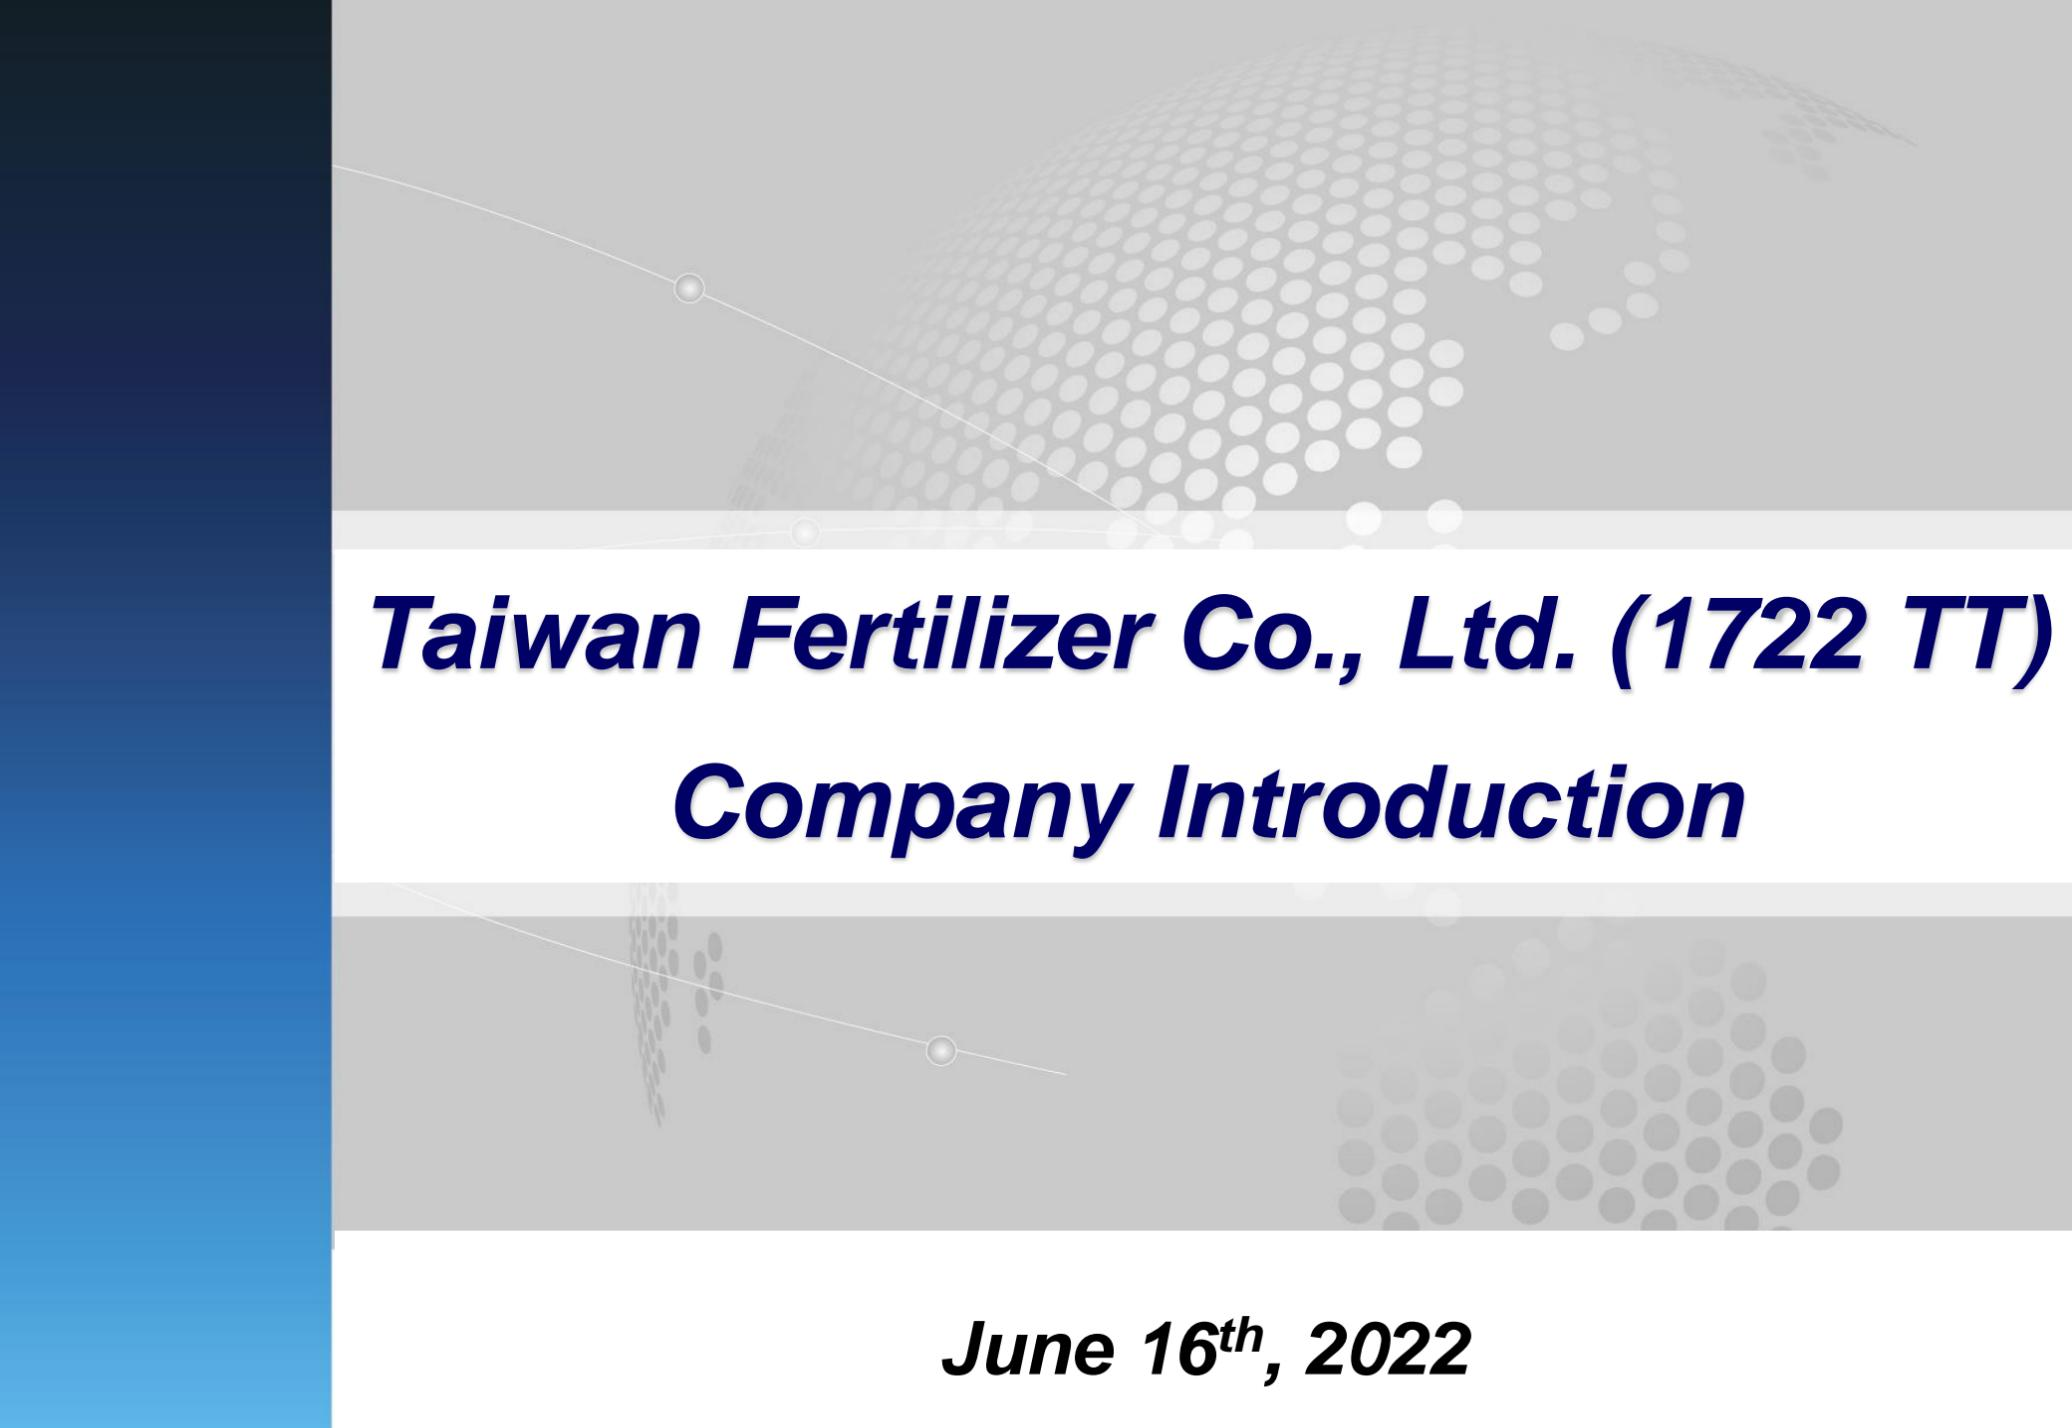 Taiwan Fertilizer Co., Ltd. (1722 TT)
Company Introduction
June 16th, 2022